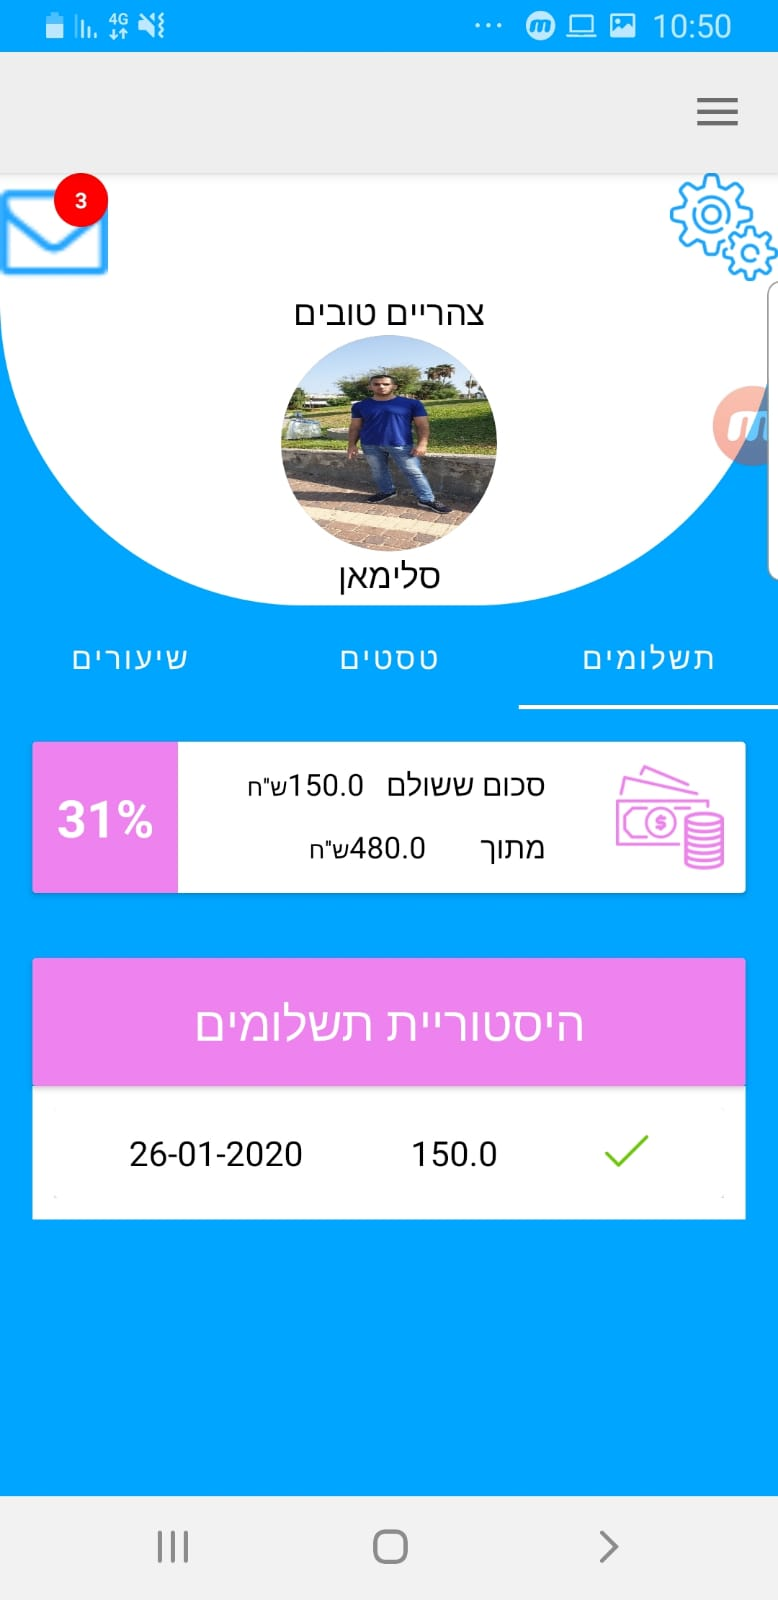 4G 10:50
3
צהריים טובים
סלימאן
תשלומים טסטים שיעורים
סכום ששולם 150.0ש"ח
מתוך 480.0ש"ח
31%
היסטוריית תשלומים
150.0 26-01-2020